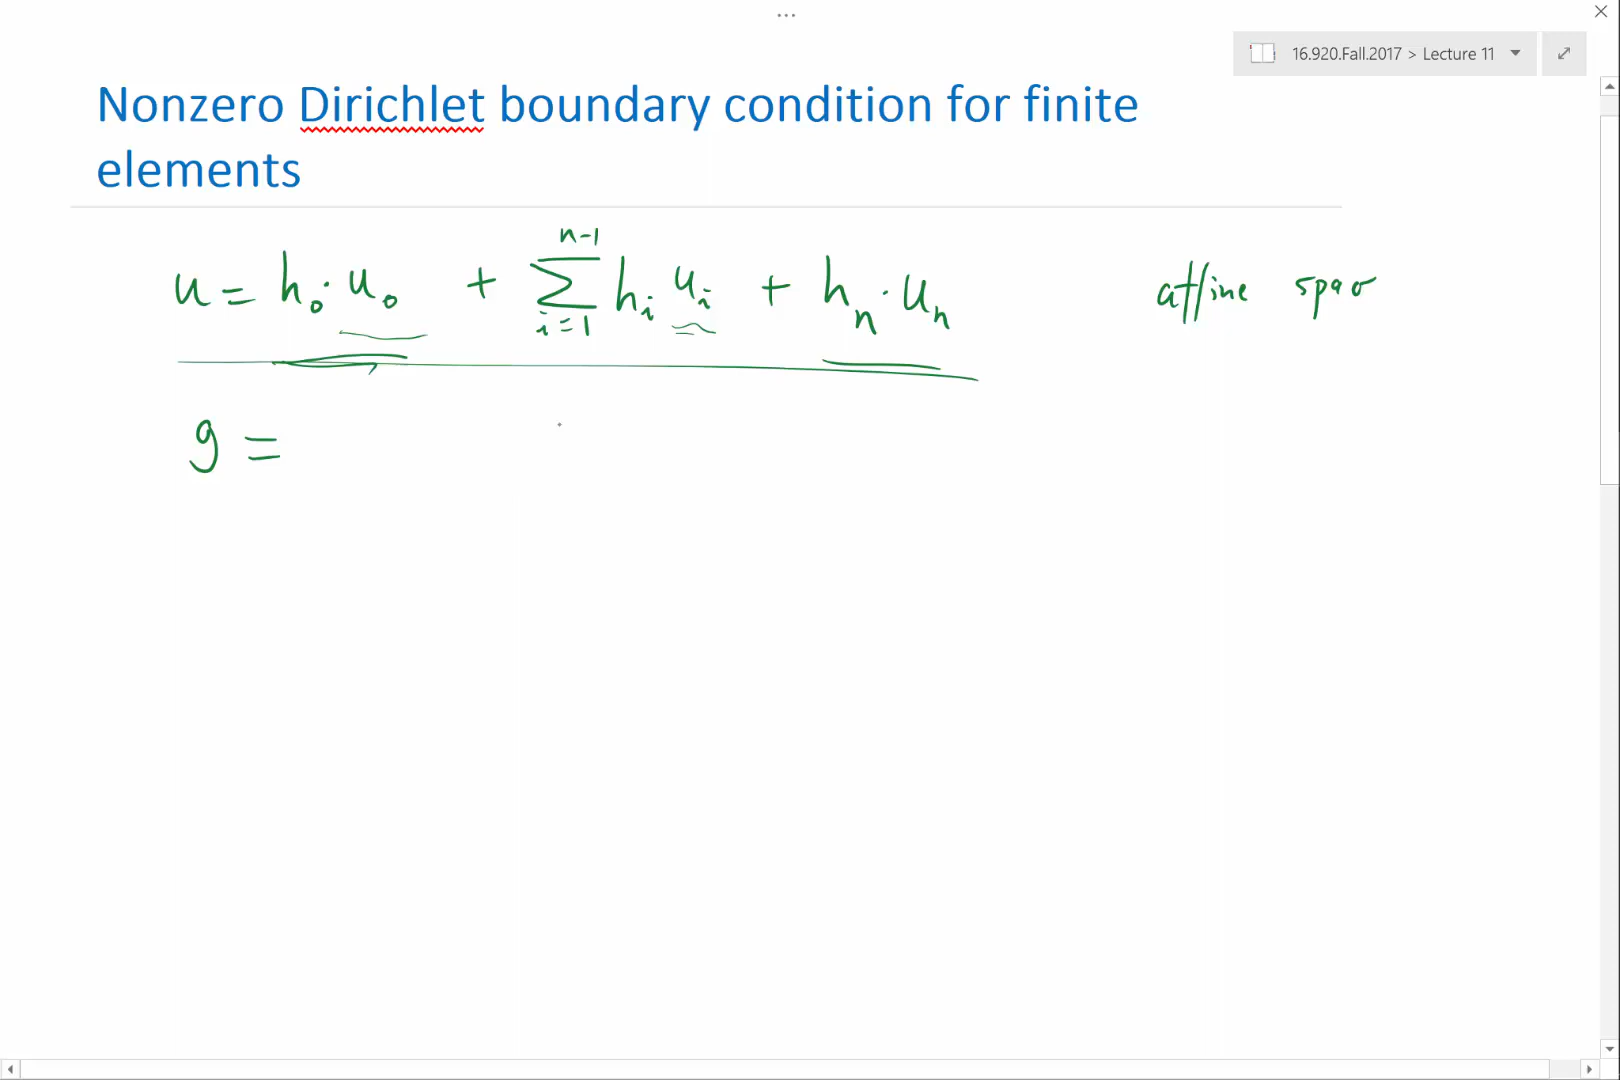 16.920.Fall.2017 > Lecture 11
Nonzero Dirichlet boundary condition for finite
elements
u = h₀ · u₀ + ∑_{i=1}^{n-1} hᵢ uᵢ + hₙ · uₙ
affine space
g =